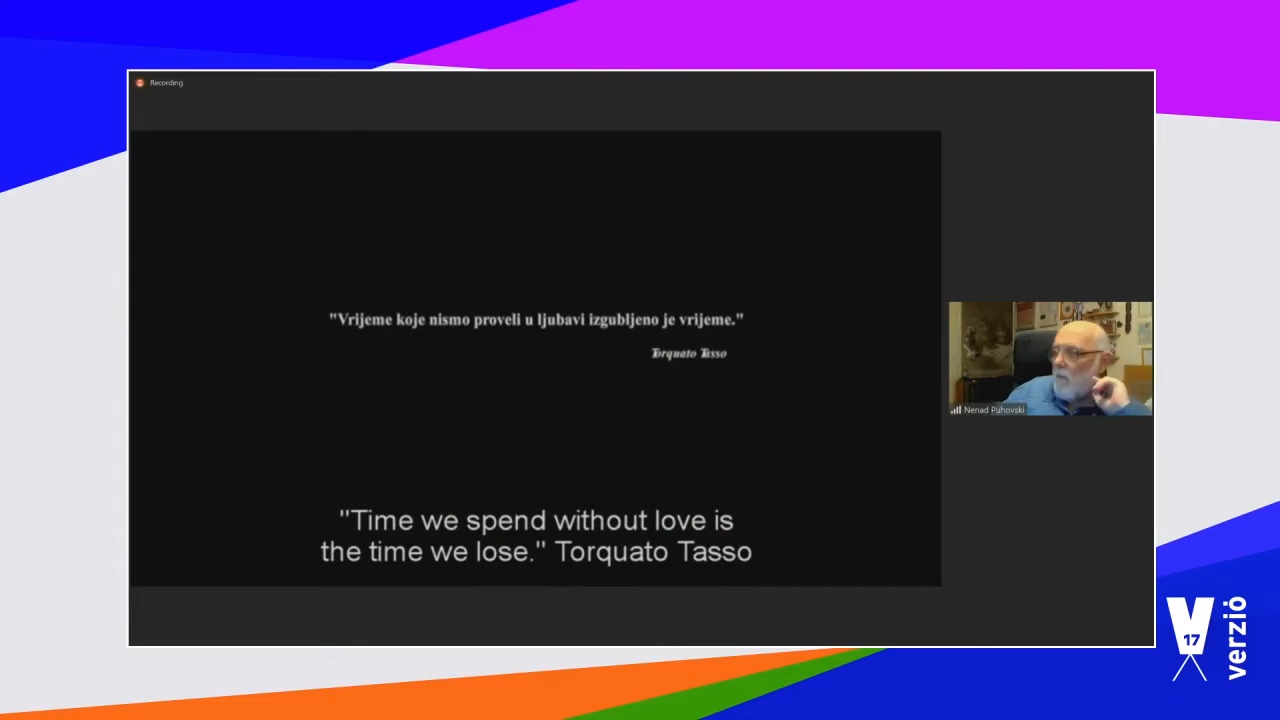 Recording
"Vrijeme koje nismo proveli u ljubavi izgubljeno je vrijeme."
Torquato Tasso
Nenad Puhovski
"Time we spend without love is
the time we lose." Torquato Tasso
V
17
verzió